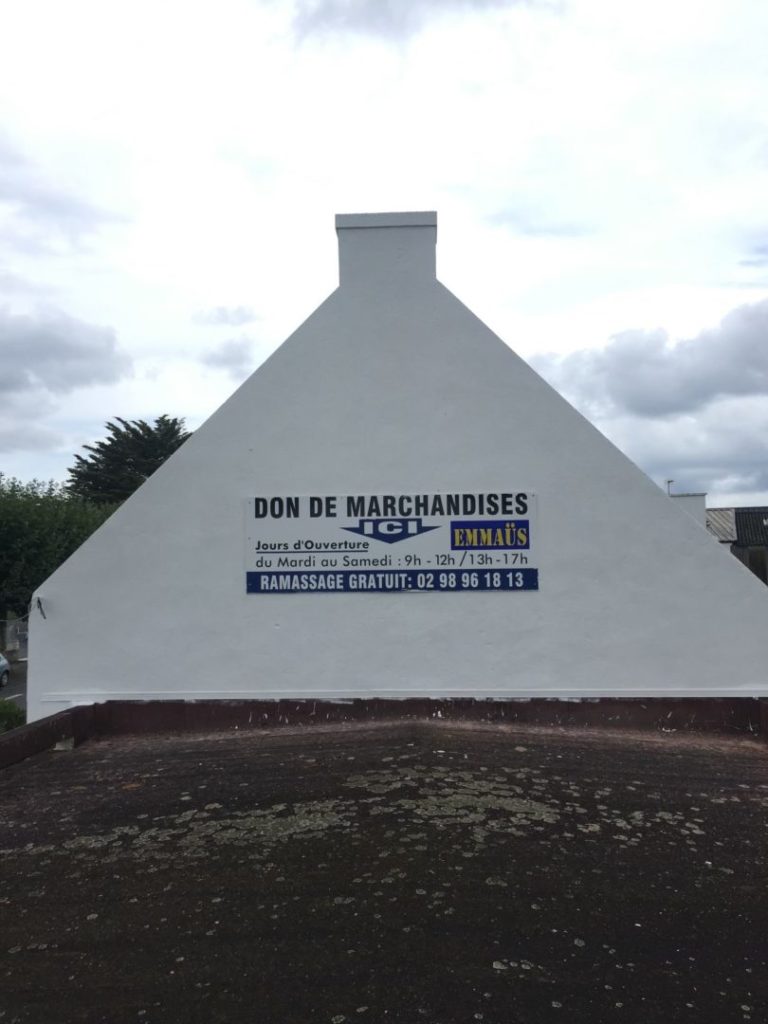 DON DE MARCHANDISES
ICI
EMMAÜS
Jours d'Ouverture
du Mardi au Samedi : 9h - 12h / 13h - 17h
RAMASSAGE GRATUIT: 02 98 96 18 13